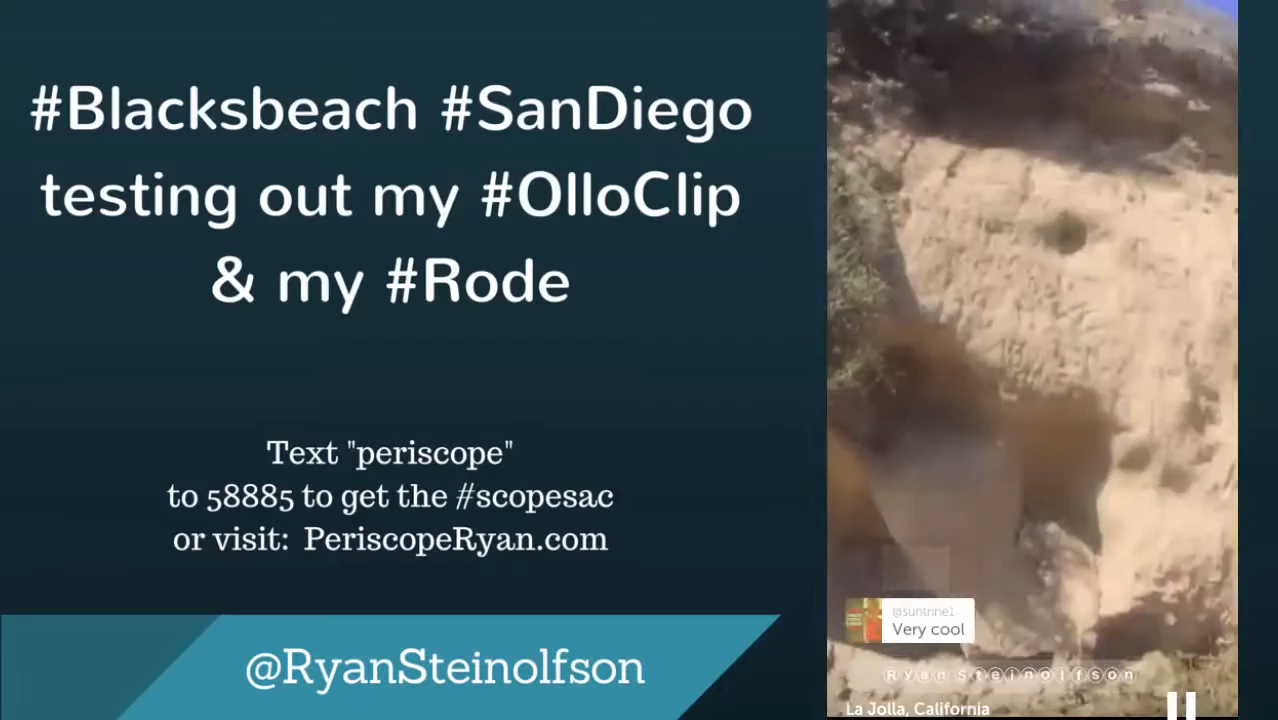 #Blacksbeach #SanDiego
testing out my #OlloClip
& my #Rode
Text "periscope"
to 58885 to get the #scopesac
or visit: PeriscopeRyan.com
@RyanSteinolfson
@suntrine1
Very cool
ⓇⓨⓐⓝⓈⓣⓔⓘⓝⓞⓛⓕⓢⓞⓝ
La Jolla, California